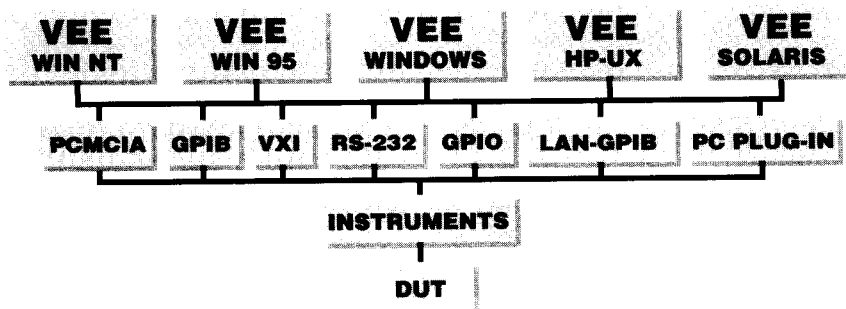 VEE VEE VEE VEE VEE
WIN NT WIN 95 WINDOWS HP-UX SOLARIS
PCMCIA GPIB VXI RS-232 GPIO LAN-GPIB PC PLUG-IN
INSTRUMENTS
DUT